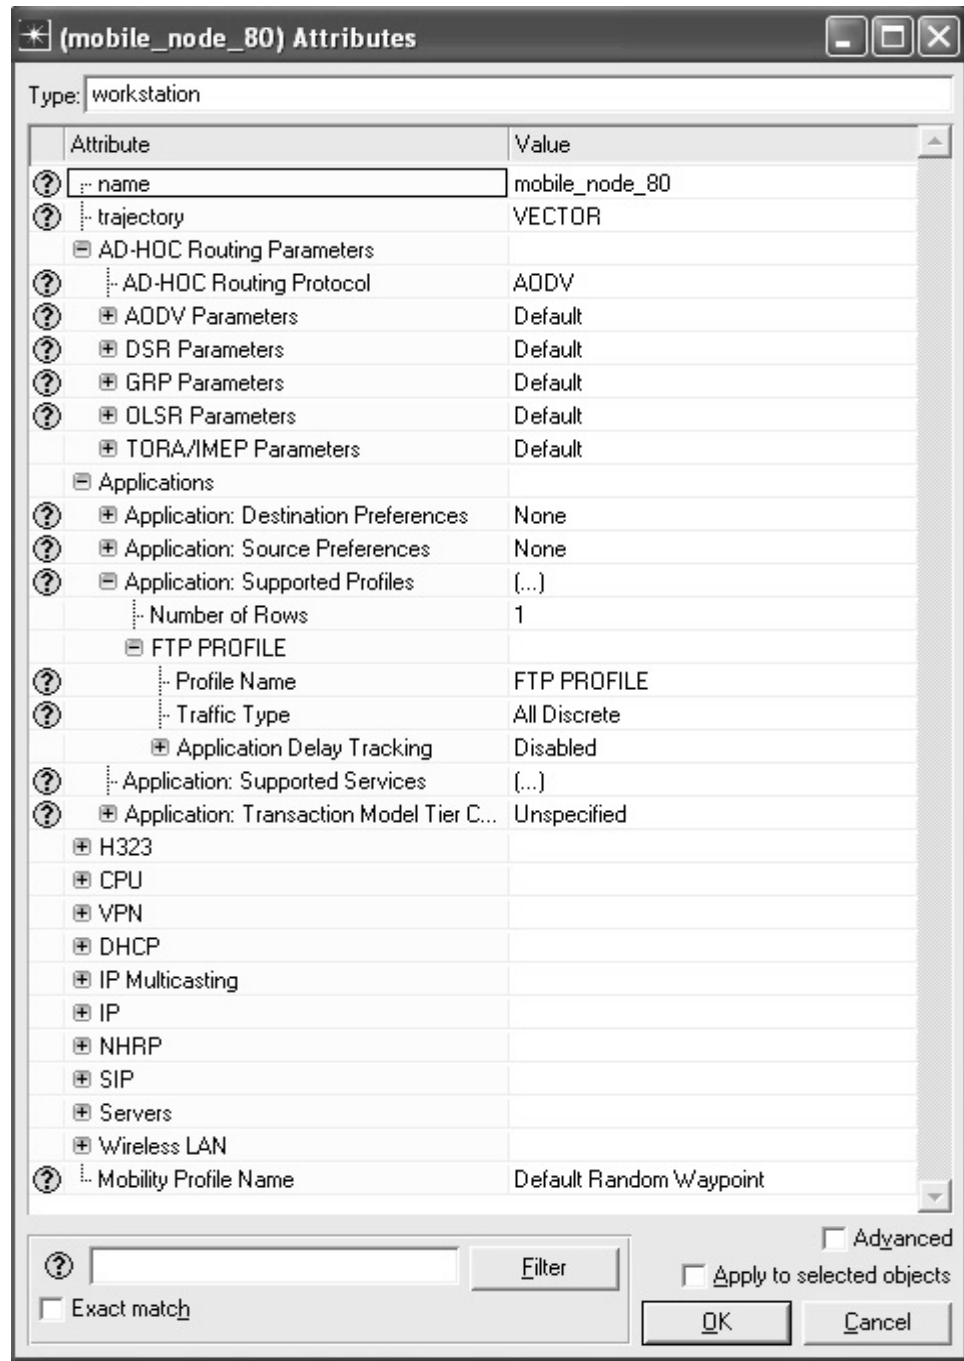 (mobile_node_80) Attributes
Type: workstation
Attribute Value
name mobile_node_80
trajectory VECTOR
AD-HOC Routing Parameters
AD-HOC Routing Protocol AODV
AODV Parameters Default
DSR Parameters Default
GRP Parameters Default
OLSR Parameters Default
TORA/IMEP Parameters Default
Applications
Application: Destination Preferences None
Application: Source Preferences None
Application: Supported Profiles (...)
Number of Rows 1
FTP PROFILE
Profile Name FTP PROFILE
Traffic Type All Discrete
Application Delay Tracking Disabled
Application: Supported Services (...)
Application: Transaction Model Tier C... Unspecified
H323
CPU
VPN
DHCP
IP Multicasting
IP
NHRP
SIP
Servers
Wireless LAN
Mobility Profile Name Default Random Waypoint
Advanced
Filter
Apply to selected objects
Exact match
OK Cancel